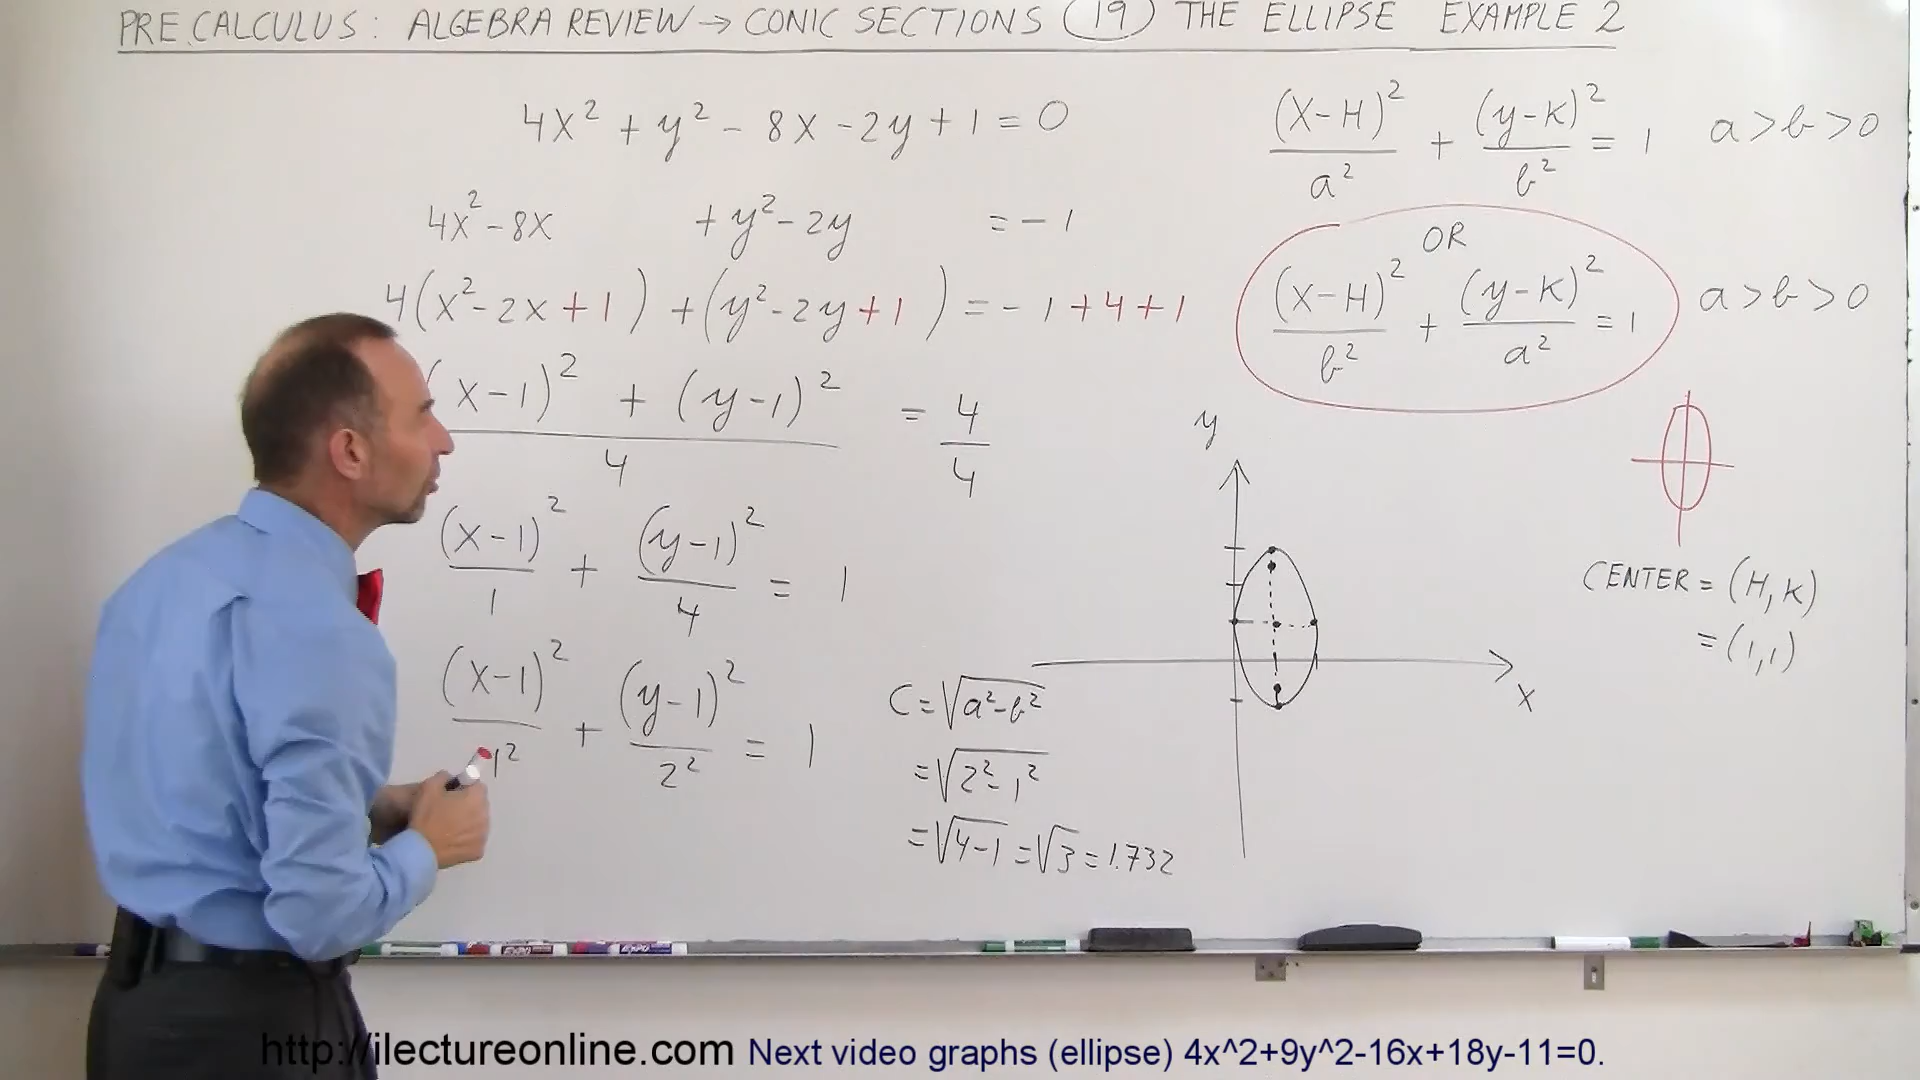 PRE CALCULUS: ALGEBRA REVIEW → CONIC SECTIONS (19) THE ELLIPSE EXAMPLE 2
4x² + y² - 8x - 2y + 1 = 0
4x² - 8x + y² - 2y = -1
4(x² - 2x + 1) + (y² - 2y + 1) = -1 + 4 + 1
(x-1)² + (y-1)² / 4 = 4/4
(x-1)²/1 + (y-1)²/4 = 1
(x-1)²/1² + (y-1)²/2² = 1
C = √(a²-b²)
= √(2²-1²)
= √(4-1) = √3 = 1.732
(x-H)²/a² + (y-K)²/b² = 1 a > b > 0
OR
(x-H)²/b² + (y-K)²/a² = 1 a > b > 0
y
x
CENTER = (H,K)
= (1,1)
EXPO
http://ilectureonline.com Next video graphs (ellipse) 4x^2+9y^2-16x+18y-11=0.